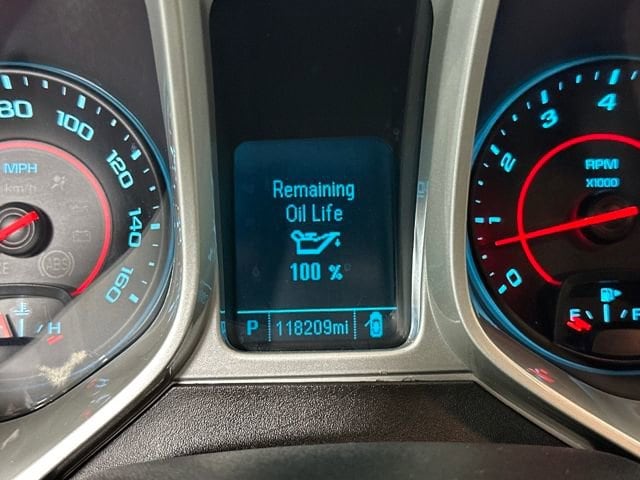 80
100
120
140
160
MPH
km/h
ABS
H
Remaining
Oil Life
100 %
P 118209mi
4
3
2
1
0
RPM
X1000
E F